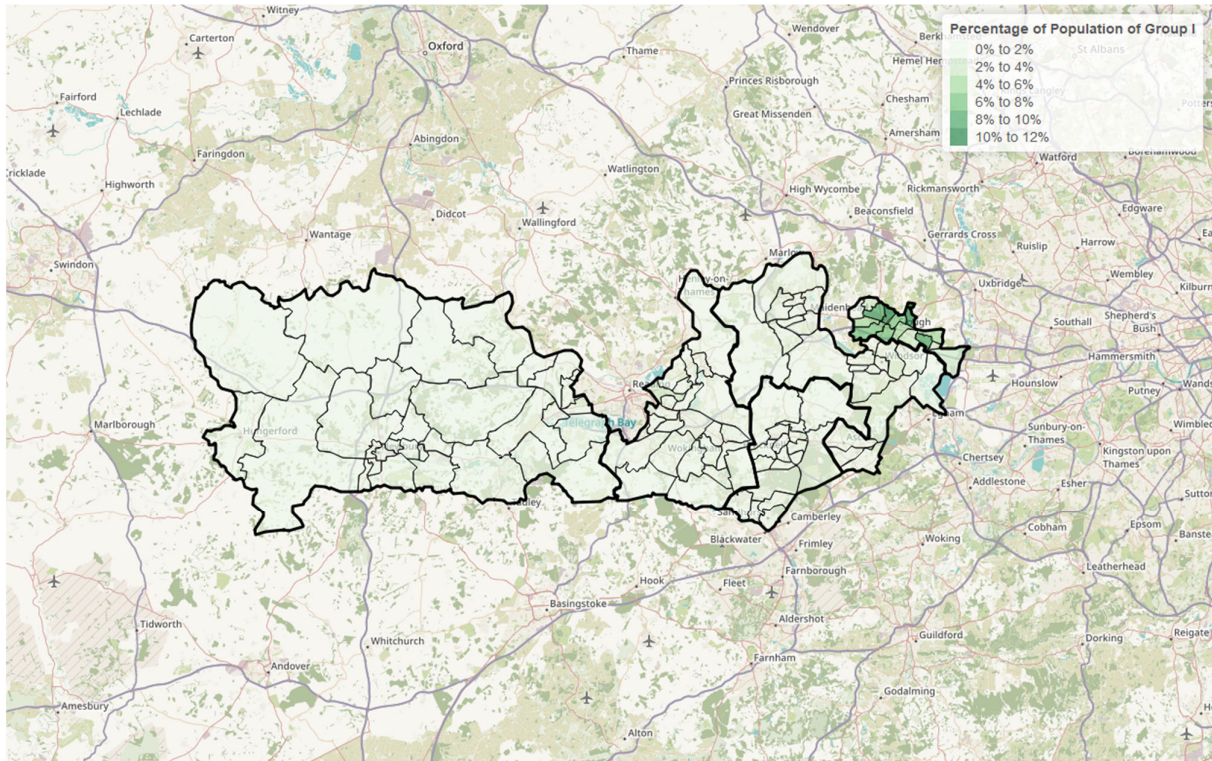 Witney
Carterton
Oxford
Wendover
Percentage of Population of Group I
0% to 2%
2% to 4%
4% to 6%
6% to 8%
8% to 10%
10% to 12%
St Albans
Thame
Princes Risborough
Chesham
Fairford
Lechlade
Great Missenden
Amersham
Abingdon
Watford
Borehamwood
Faringdon
Cricklade
Highworth
Watlington
High Wycombe
Rickmansworth
Beaconsfield
Edgware
Didcot
Wallingford
Wantage
Gerrards Cross
Ruislip
Harrow
Swindon
Marlow
Wembley
Uxbridge
Kilburn
Southall
Shepherd's
Bush
Windsor
Hammersmith
Hounslow
Putney
Marlborough
Hungerford
Telegraph Bay
Egham
Sunbury-on-
Thames
Chertsey
Kingston upon
Thames
Addlestone
Esher
Camberley
Cobham
Epsom
Blackwater
Frimley
Woking
Leatherhead
Farnborough
Hook
Fleet
Basingstoke
Tidworth
Aldershot
Whitchurch
Guildford
Dorking
Reigate
Andover
Farnham
Godalming
Amesbury
Alton